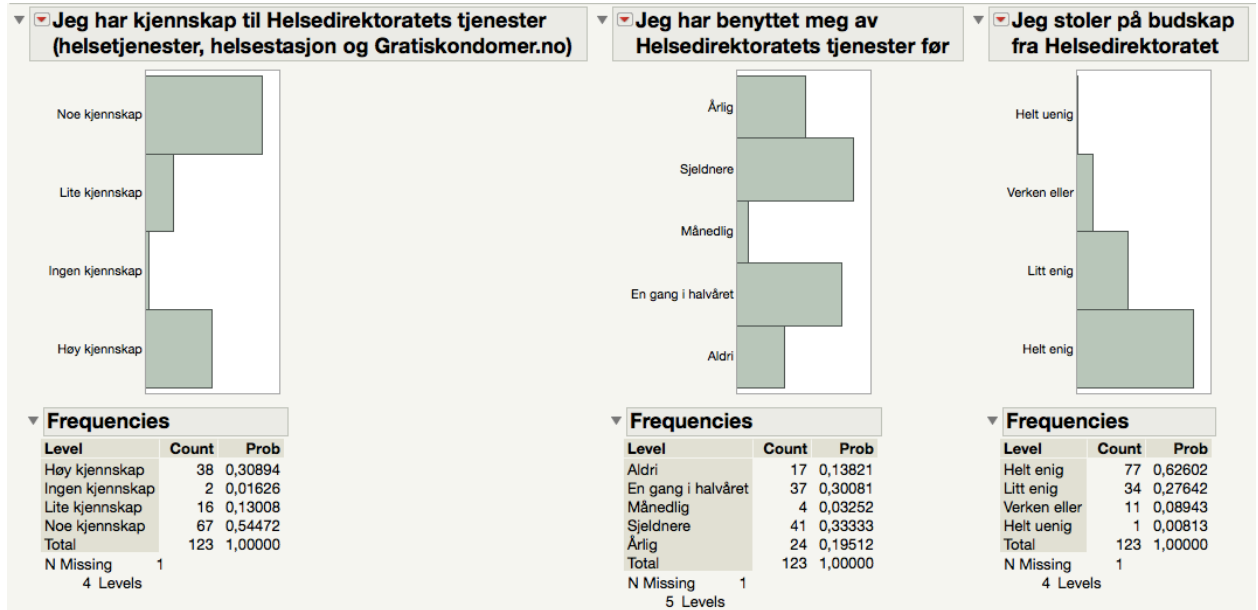 Jeg har kjennskap til Helsedirektoratets tjenester
(helsetjenester, helsestasjon og Gratiskondomer.no)
Noe kjennskap
Lite kjennskap
Ingen kjennskap
Høy kjennskap
Frequencies
Level Count Prob
Høy kjennskap 38 0,30894
Ingen kjennskap 2 0,01626
Lite kjennskap 16 0,13008
Noe kjennskap 67 0,54472
Total 123 1,00000
N Missing 1
4 Levels
Jeg har benyttet meg av
Helsedirektoratets tjenester før
Årlig
Sjeldnere
Månedlig
En gang i halvåret
Aldri
Frequencies
Level Count Prob
Aldri 17 0,13821
En gang i halvåret 37 0,30081
Månedlig 4 0,03252
Sjeldnere 41 0,33333
Årlig 24 0,19512
Total 123 1,00000
N Missing 1
5 Levels
Jeg stoler på budskap
fra Helsedirektoratet
Helt uenig
Verken eller
Litt enig
Helt enig
Frequencies
Level Count Prob
Helt enig 77 0,62602
Litt enig 34 0,27642
Verken eller 11 0,08943
Helt uenig 1 0,00813
Total 123 1,00000
N Missing 1
4 Levels